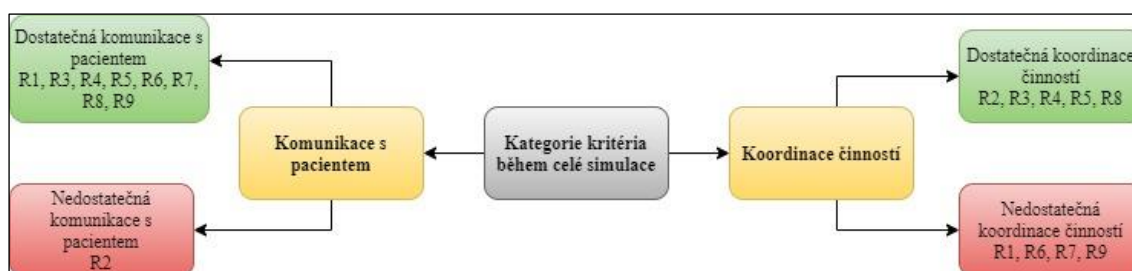 Dostatečná komunikace s
pacientem
R1, R3, R4, R5, R6, R7,
R8, R9
Komunikace s
pacientem
Nedostatečná
komunikace s
pacientem
R2
Kategorie kritéria
během celé simulace
Koordinace činností
Dostatečná koordinace
činností
R2, R3, R4, R5, R8
Nedostatečná
koordinace činností
R1, R6, R7, R9